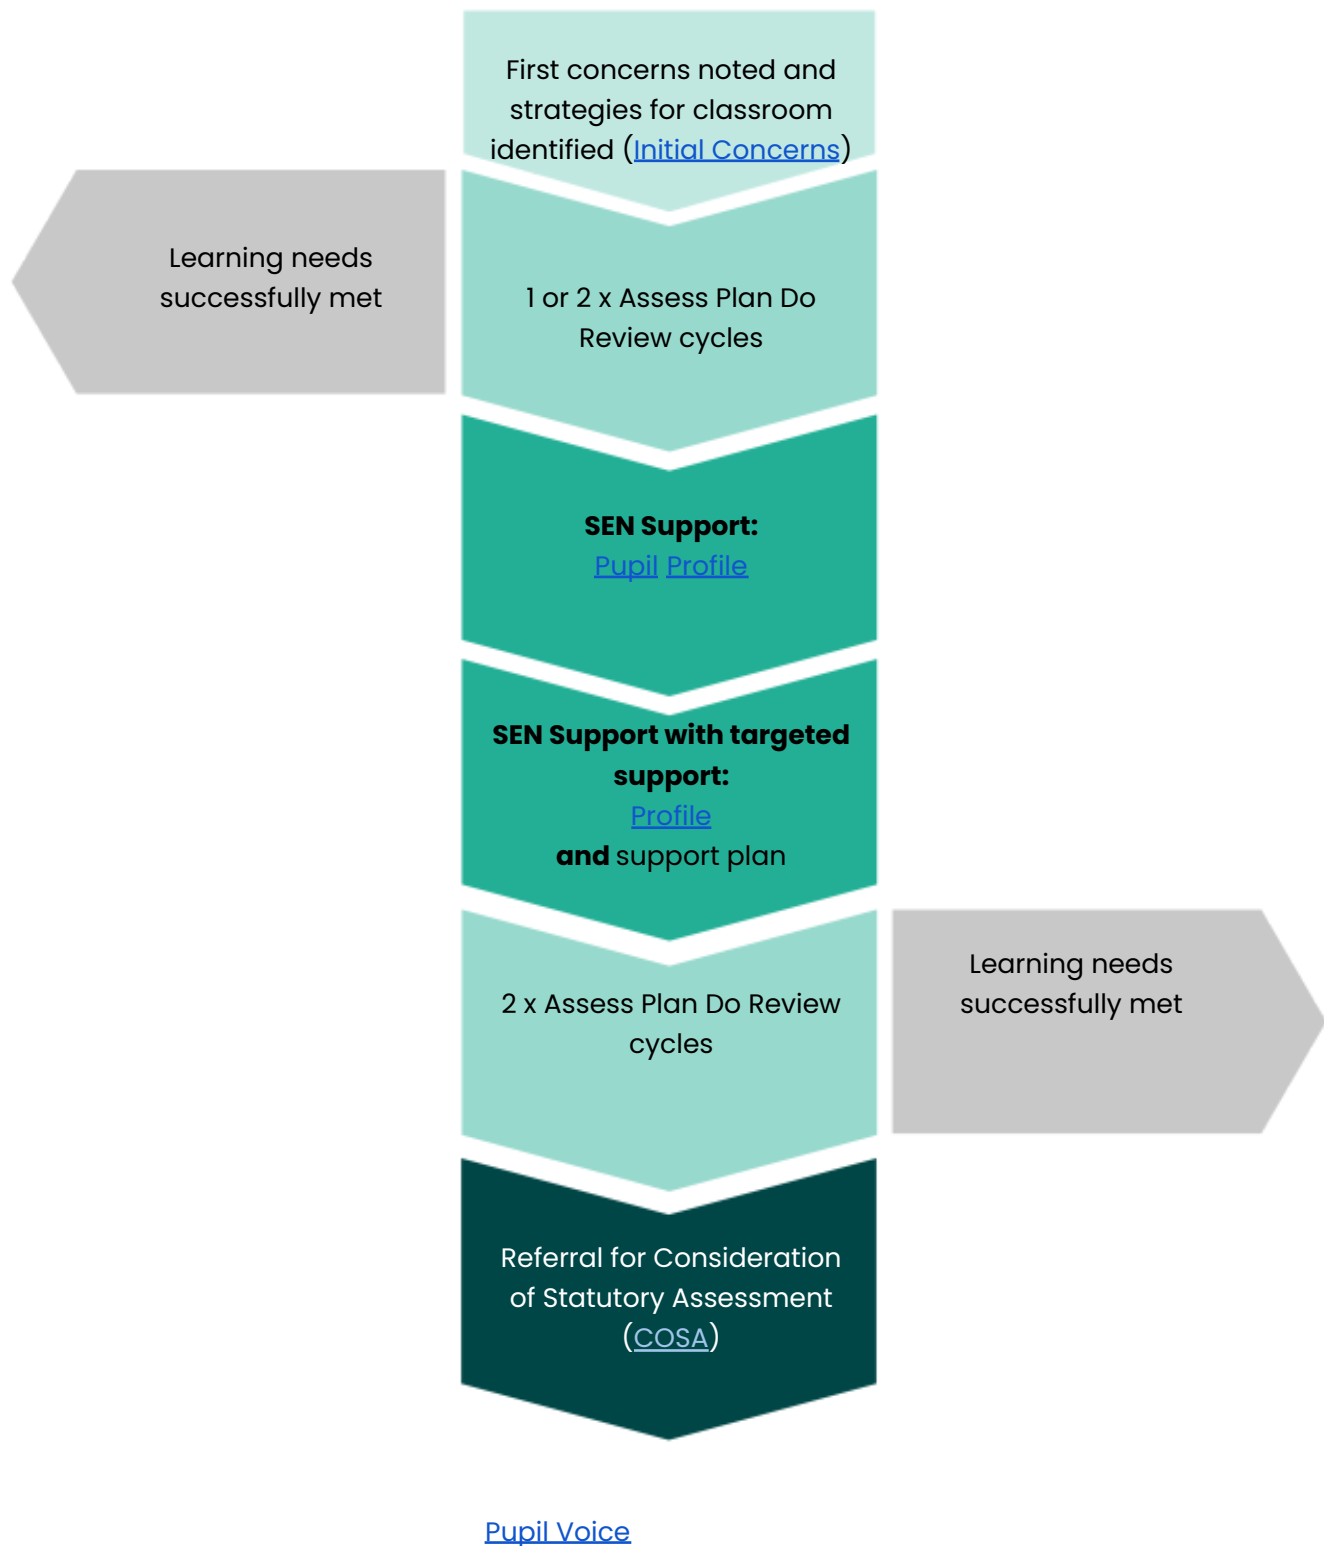 First concerns noted and
strategies for classroom
identified (Initial Concerns)
Learning needs
successfully met
1 or 2 x Assess Plan Do
Review cycles
SEN Support:
Pupil Profile
SEN Support with targeted
support:
Profile
and support plan
2 x Assess Plan Do Review
cycles
Learning needs
successfully met
Referral for Consideration
of Statutory Assessment
(COSA)
Pupil Voice